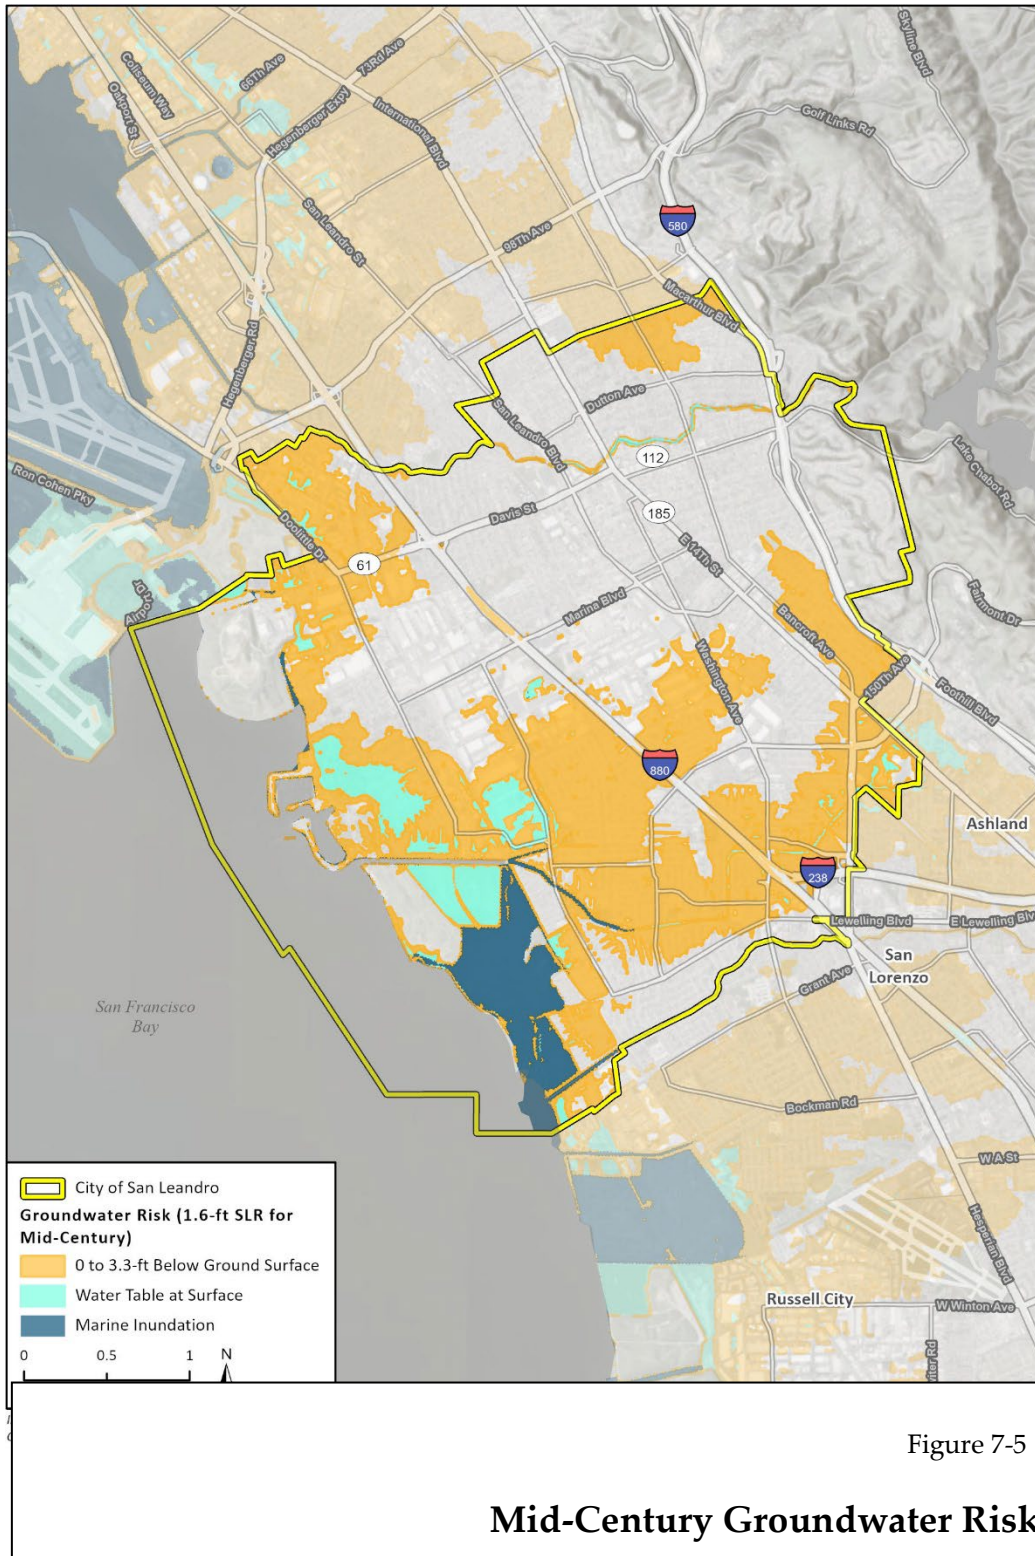 Skyline Blvd
Coliseum Way
66Th Ave
73Rd Ave
Oakport St
Hegenberger Expy
International Blvd
Golf Links Rd
San Leandro St
98Th Ave
580
Hegenberger Rd
Macarthur Blvd
Dutton Ave
San Leandro Blvd
112
Lake Chabot Rd
Ron Cohen Pky
Davis St
185
Doolittle Dr
61
E 14Th St
Airport Dr
Marina Blvd
Bancroft Ave
Fairmont Dr
Washington Ave
150Th Ave
Foothill Blvd
880
Ashland
238
Lewelling Blvd
E Lewelling Blv
San
Lorenzo
Grant Ave
San Francisco
Bay
Bockman Rd
W A St
Hesperian Blvd
City of San Leandro
Groundwater Risk (1.6-ft SLR for
Mid-Century)
0 to 3.3-ft Below Ground Surface
Water Table at Surface
Marine Inundation
Russell City
W Winton Ave
0 0.5 1 N
Figure 7-5
Mid-Century Groundwater Risk